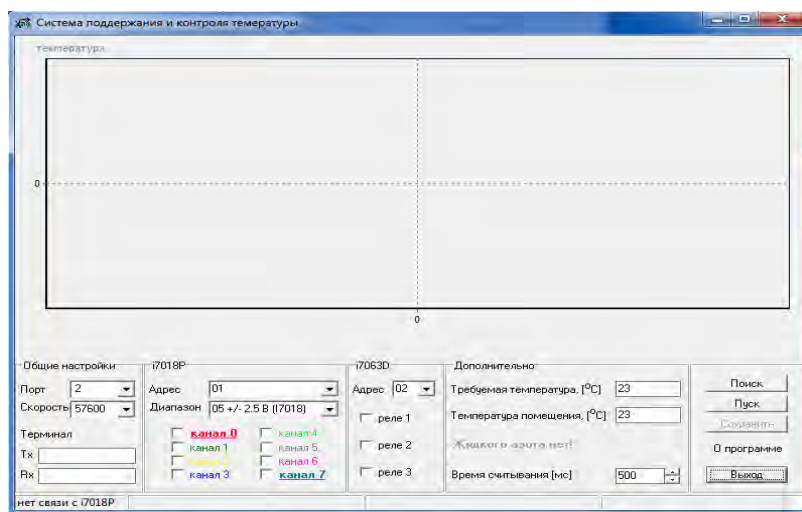 Система поддержания и контроля темературы
температура
0
0
Общие настройки
Порт 2
Скорость 57600
Терминал
Tx
Rx
i7018P
Адрес 01
Диапазон 05 +/- 2.5 В (I7018)
канал 0
канал 1
канал 2
канал 3
канал 4
канал 5
канал 6
канал 7
i7063D
Адрес 02
реле 1
реле 2
реле 3
Дополнительно
Требуемая температура, [°C] 23
Температура помещения, [°C] 23
Жидкого азота нет!
Время считывания [мс] 500
Поиск
Пуск
Сохранить
О программе
Выход
нет связи с i7018P